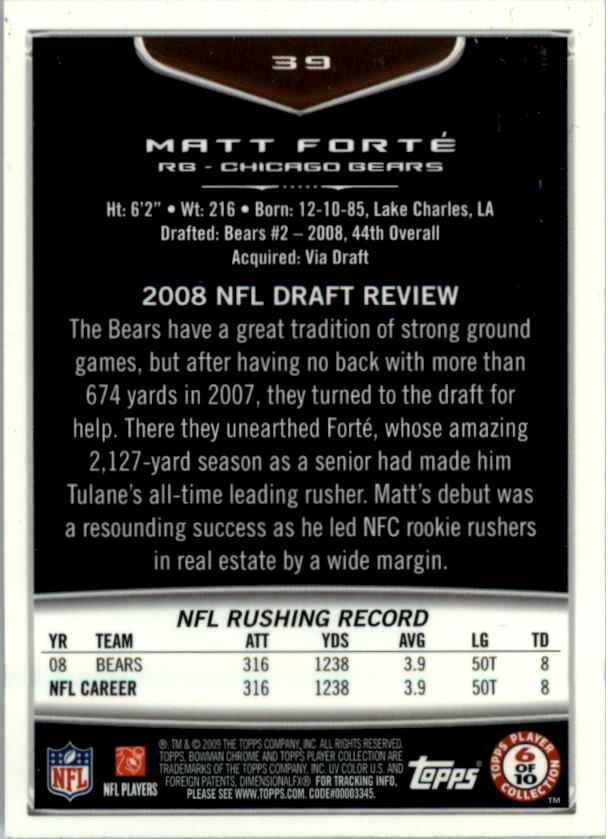 39
MATT FORTÉ
RB - CHICAGO BEARS
Ht: 6'2" • Wt: 216 • Born: 12-10-85, Lake Charles, LA
Drafted: Bears #2 – 2008, 44th Overall
Acquired: Via Draft
2008 NFL DRAFT REVIEW
The Bears have a great tradition of strong ground
games, but after having no back with more than
674 yards in 2007, they turned to the draft for
help. There they unearthed Forté, whose amazing
2,127-yard season as a senior had made him
Tulane's all-time leading rusher. Matt's debut was
a resounding success as he led NFC rookie rushers
in real estate by a wide margin.
NFL RUSHING RECORD
YR TEAM ATT YDS AVG LG TD
08 BEARS 316 1238 3.9 50T 8
NFL CAREER 316 1238 3.9 50T 8
®, TM & © 2009 THE TOPPS COMPANY, INC. ALL RIGHTS RESERVED.
TOPPS, BOWMAN CHROME AND TOPPS PLAYER COLLECTION ARE
TRADEMARKS OF THE TOPPS COMPANY, INC. UV COLOR U.S. AND
FOREIGN PATENTS, DIMENSIONALFX® FOR TRACKING INFO,
PLEASE SEE WWW.TOPPS.COM. CODE#00003345.
NFL
NFL PLAYERS
Topps
TOPPS PLAYER
6
OF
10
COLLECTION
TM